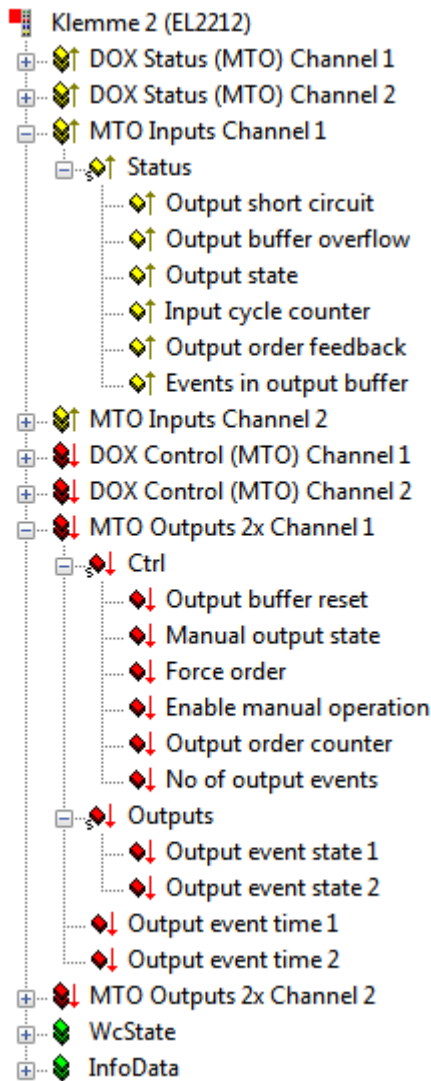 Klemme 2 (EL2212)
DOX Status (MTO) Channel 1
DOX Status (MTO) Channel 2
MTO Inputs Channel 1
Status
Output short circuit
Output buffer overflow
Output state
Input cycle counter
Output order feedback
Events in output buffer
MTO Inputs Channel 2
DOX Control (MTO) Channel 1
DOX Control (MTO) Channel 2
MTO Outputs 2x Channel 1
Ctrl
Output buffer reset
Manual output state
Force order
Enable manual operation
Output order counter
No of output events
Outputs
Output event state 1
Output event state 2
Output event time 1
Output event time 2
MTO Outputs 2x Channel 2
WcState
InfoData